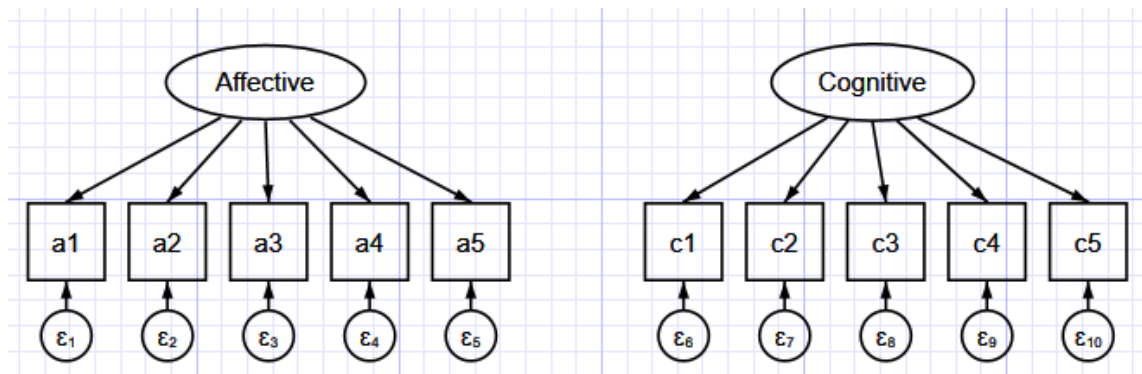 Affective Cognitive
a1 a2 a3 a4 a5 c1 c2 c3 c4 c5
ε₁ ε₂ ε₃ ε₄ ε₅ ε₆ ε₇ ε₈ ε₉ ε₁₀